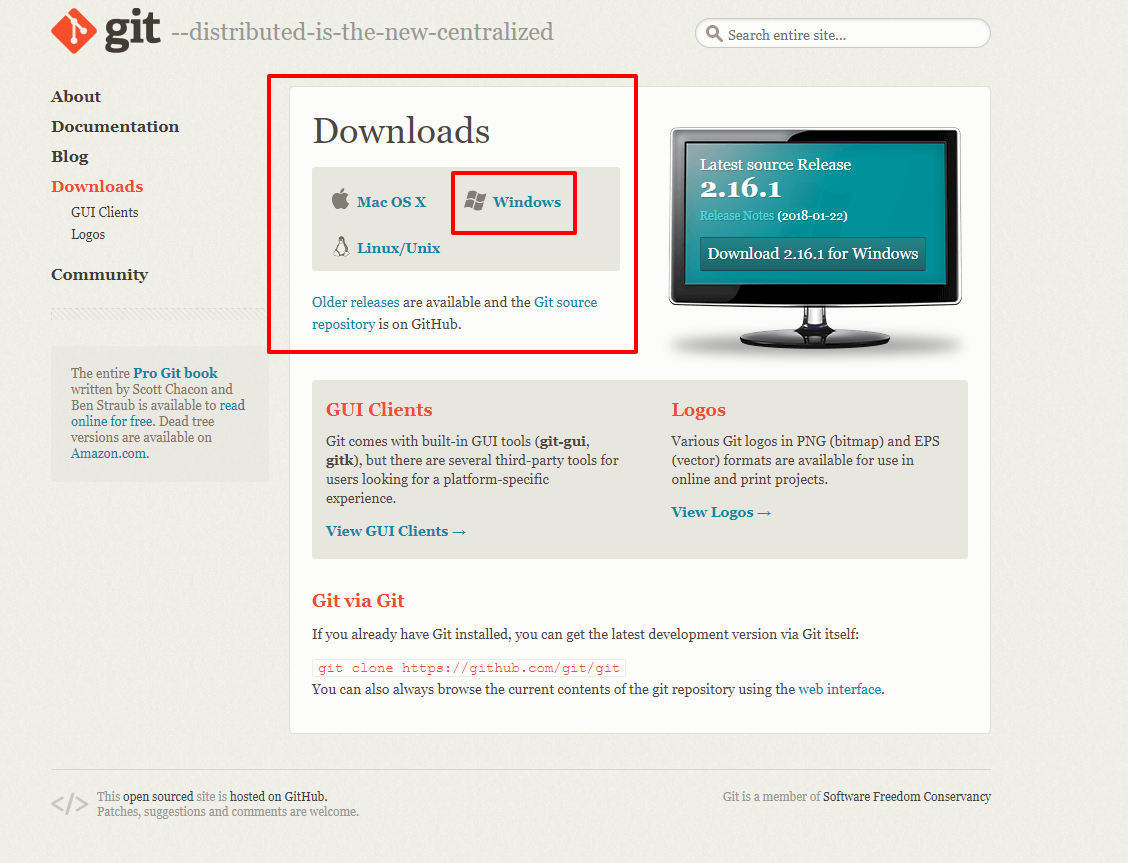 git --distributed-is-the-new-centralized
Search entire site...
About
Documentation
Blog
Downloads
GUI Clients
Logos
Community
The entire Pro Git book
written by Scott Chacon and
Ben Straub is available to read
online for free. Dead tree
versions are available on
Amazon.com.
Downloads
Mac OS X
Windows
Linux/Unix
Older releases are available and the Git source
repository is on GitHub.
Latest source Release
2.16.1
Release Notes (2018-01-22)
Download 2.16.1 for Windows
GUI Clients
Git comes with built-in GUI tools (git-gui,
gitk), but there are several third-party tools for
users looking for a platform-specific
experience.
View GUI Clients →
Logos
Various Git logos in PNG (bitmap) and EPS
(vector) formats are available for use in
online and print projects.
View Logos →
Git via Git
If you already have Git installed, you can get the latest development version via Git itself:
git clone https://github.com/git/git
You can also always browse the current contents of the git repository using the web interface.
</>
This open sourced site is hosted on GitHub.
Patches, suggestions and comments are welcome.
Git is a member of Software Freedom Conservancy